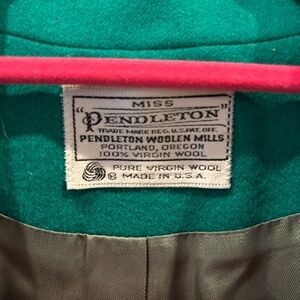 MISS
"PENDLETON"
TRADE MARK REG. U.S. PAT. OFF.
PENDLETON WOOLEN MILLS
PORTLAND, OREGON
100% VIRGIN WOOL
PURE VIRGIN WOOL
® MADE IN U.S.A.